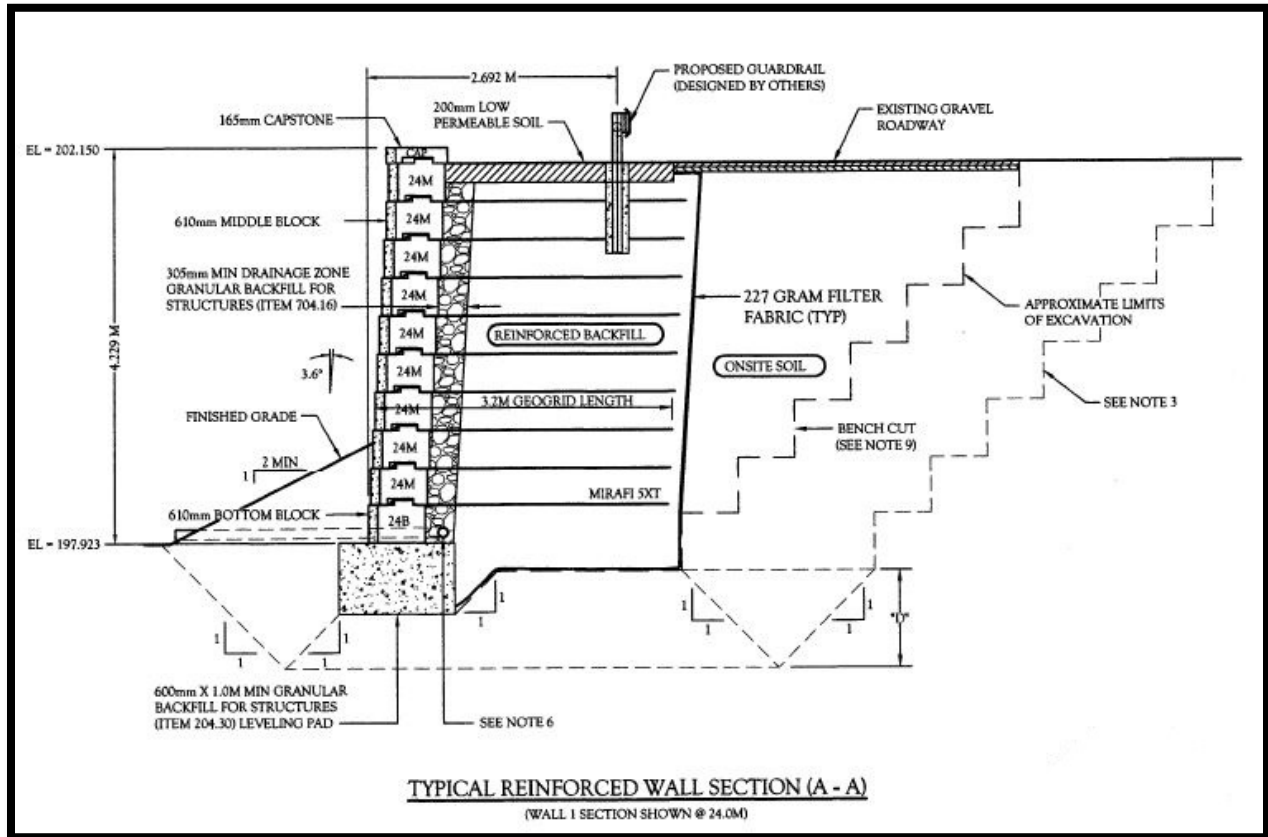 2.692 M
PROPOSED GUARDRAIL
(DESIGNED BY OTHERS)
200mm LOW
PERMEABLE SOIL
EXISTING GRAVEL
ROADWAY
165mm CAPSTONE
EL = 202.150
CAP
24M
610mm MIDDLE BLOCK
24M
24M
305mm MIN DRAINAGE ZONE
GRANULAR BACKFILL FOR
STRUCTURES (ITEM 704.16)
24M
227 GRAM FILTER
FABRIC (TYP)
APPROXIMATE LIMITS
OF EXCAVATION
4.229 M
24M
REINFORCED BACKFILL
3.6°
24M
ONSITE SOIL
24M
3.2M GEOGRID LENGTH
SEE NOTE 3
FINISHED GRADE
BENCH CUT
(SEE NOTE 9)
24M
2 MIN
1
24M
MIRAFI 5XT
610mm BOTTOM BLOCK
24B
EL = 197.923
1
1
1
1
1
1
1
1
1
1
"D"
600mm X 1.0M MIN GRANULAR
BACKFILL FOR STRUCTURES
(ITEM 204.30) LEVELING PAD
SEE NOTE 6
TYPICAL REINFORCED WALL SECTION (A - A)
(WALL 1 SECTION SHOWN @ 24.0M)